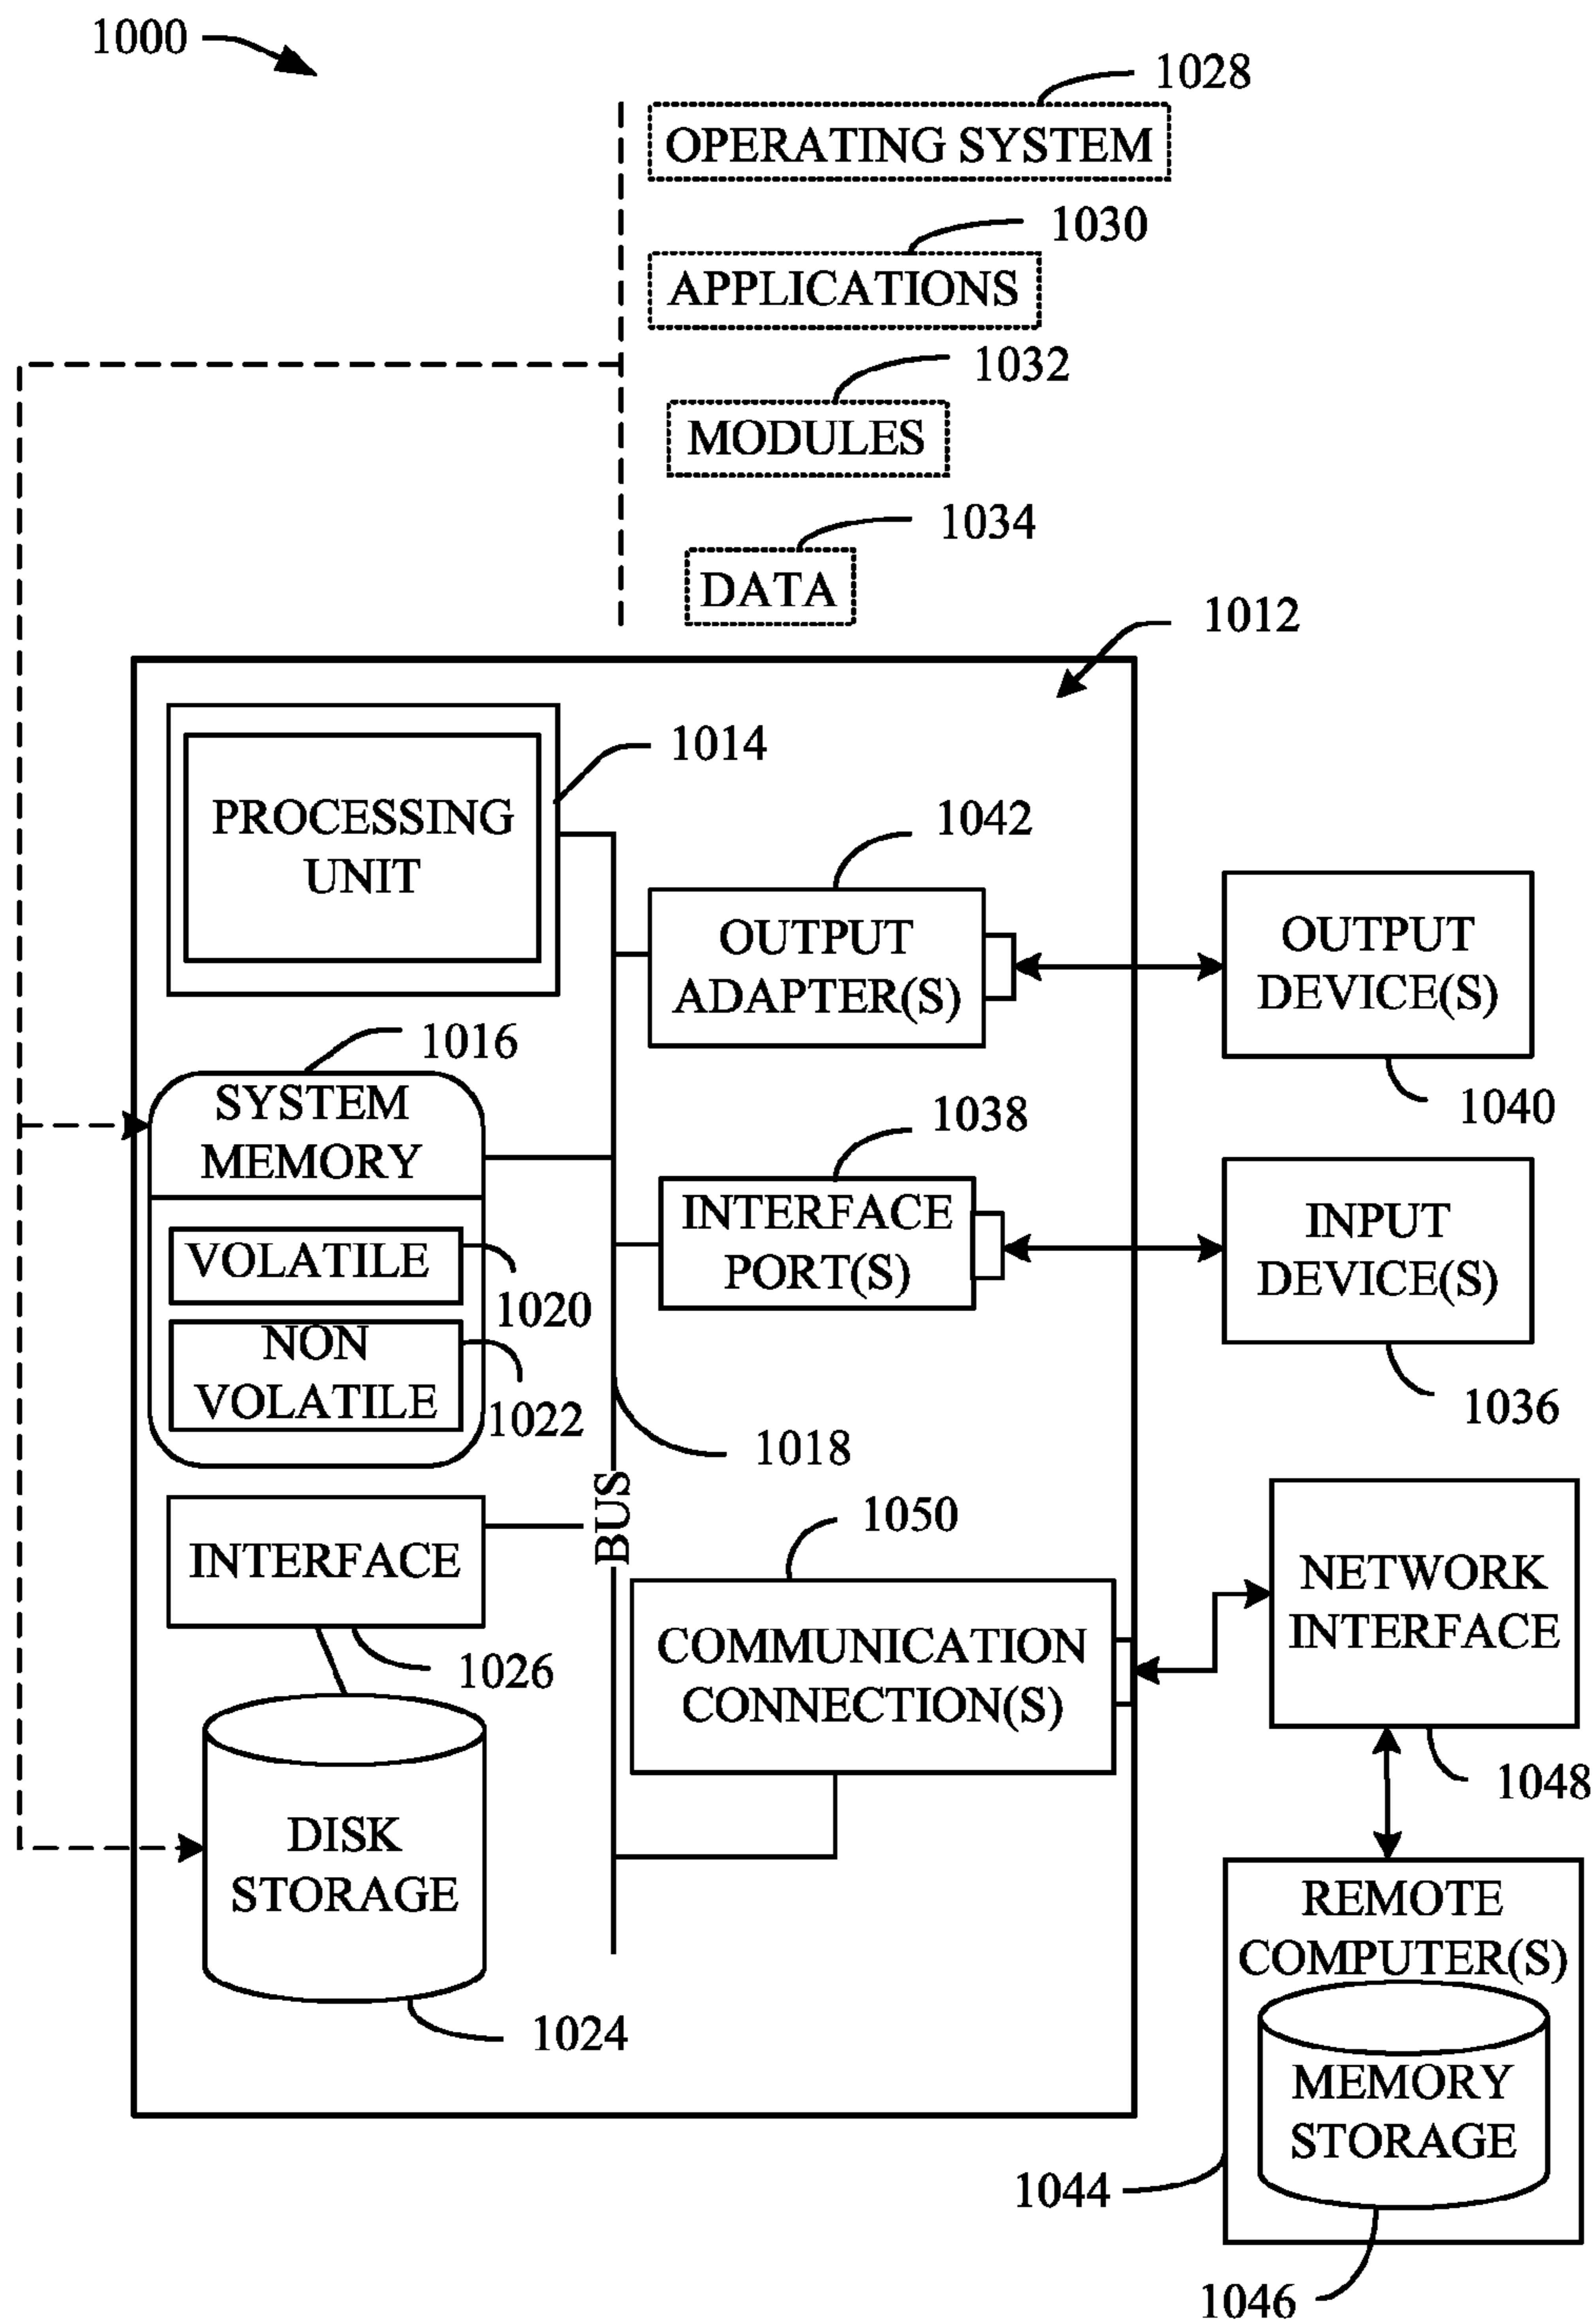 1000
1028
OPERATING SYSTEM
1030
APPLICATIONS
1032
MODULES
1034
DATA
1012
1014
PROCESSING
UNIT
1042
OUTPUT
ADAPTER(S)
OUTPUT
DEVICE(S)
1040
1016
SYSTEM
MEMORY
1038
INTERFACE
PORT(S)
INPUT
DEVICE(S)
1036
VOLATILE
1020
NON
VOLATILE
1022
1018
BUS
INTERFACE
1026
1050
COMMUNICATION
CONNECTION(S)
NETWORK
INTERFACE
1048
DISK
STORAGE
1024
REMOTE
COMPUTER(S)
MEMORY
STORAGE
1044
1046